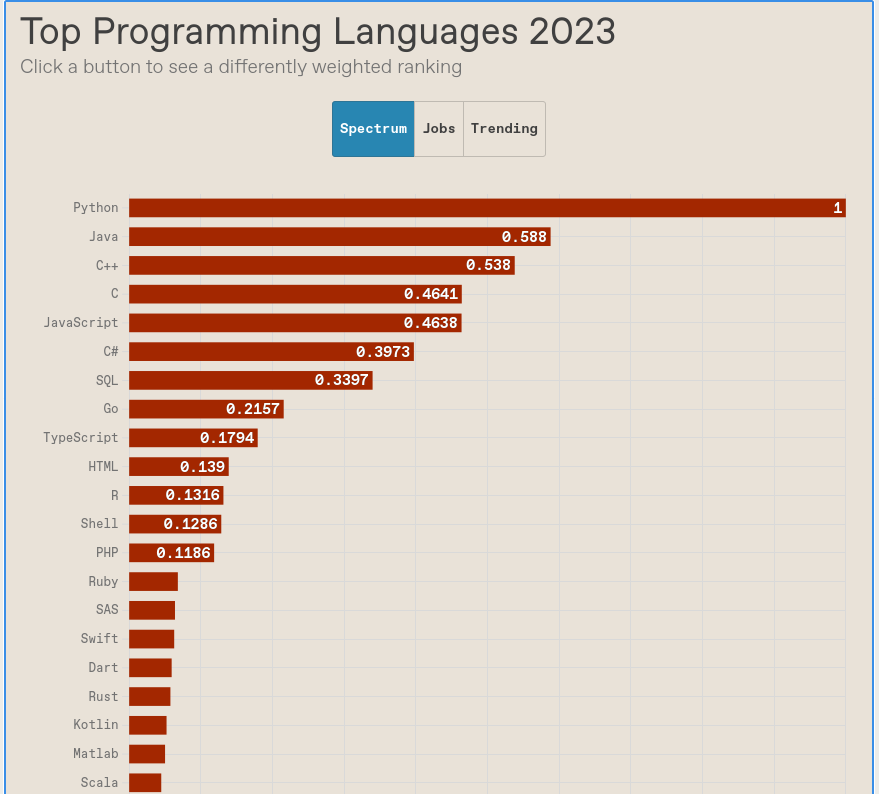 Top Programming Languages 2023
Click a button to see a differently weighted ranking
Spectrum Jobs Trending
Python 1
Java 0.588
C++ 0.538
C 0.4641
JavaScript 0.4638
C# 0.3973
SQL 0.3397
Go 0.2157
TypeScript 0.1794
HTML 0.139
R 0.1316
Shell 0.1286
PHP 0.1186
Ruby
SAS
Swift
Dart
Rust
Kotlin
Matlab
Scala